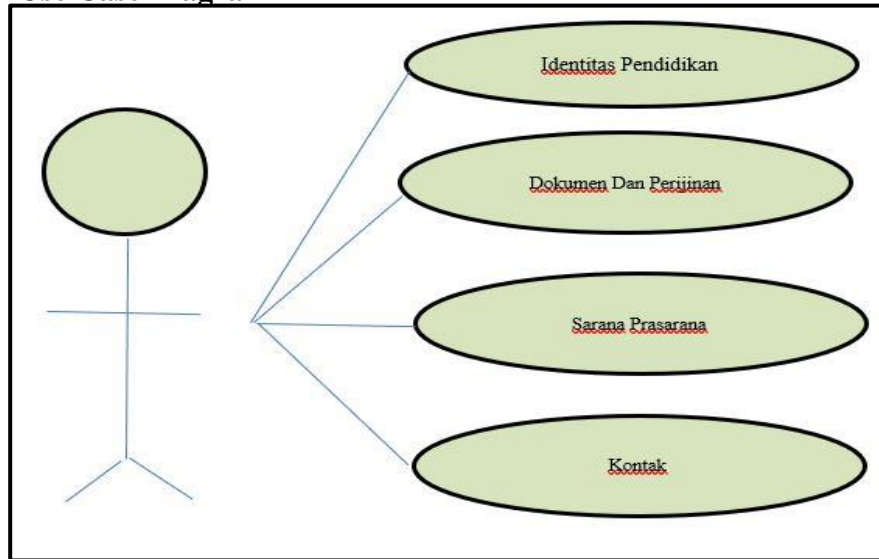 Identitas Pendidikan
Dokumen Dan Perijinan
Sarana Prasarana
Kontak